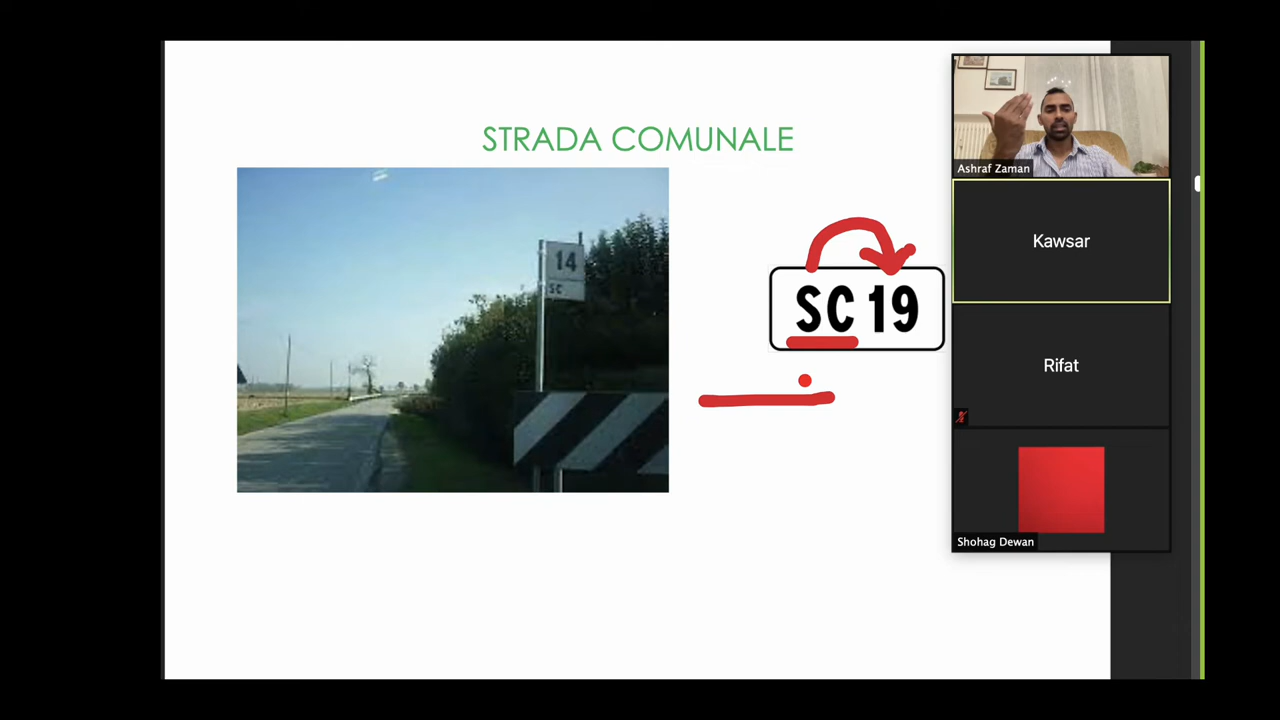 STRADA COMUNALE
14
SC
SC 19
Ashraf Zaman
Kawsar
Rifat
Shohag Dewan